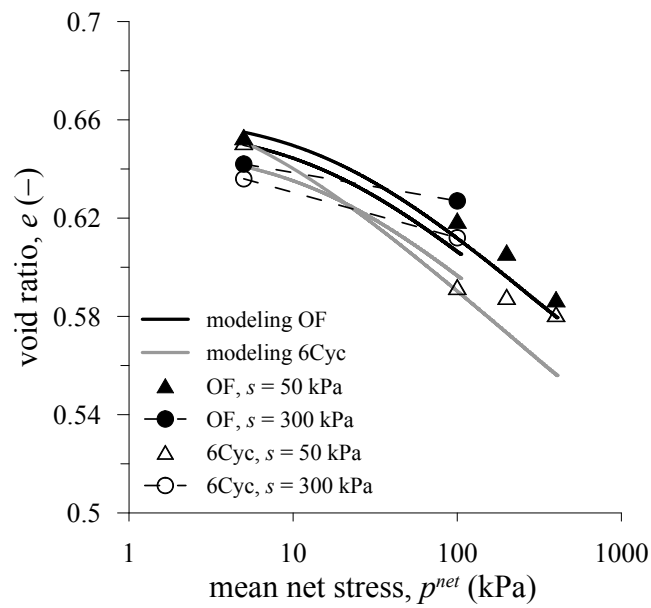 0.7
0.66
0.62
0.58
0.54
0.5
void ratio, e (−)
modeling OF
modeling 6Cyc
OF, s = 50 kPa
OF, s = 300 kPa
6Cyc, s = 50 kPa
6Cyc, s = 300 kPa
1 10 100 1000
mean net stress, p^net (kPa)